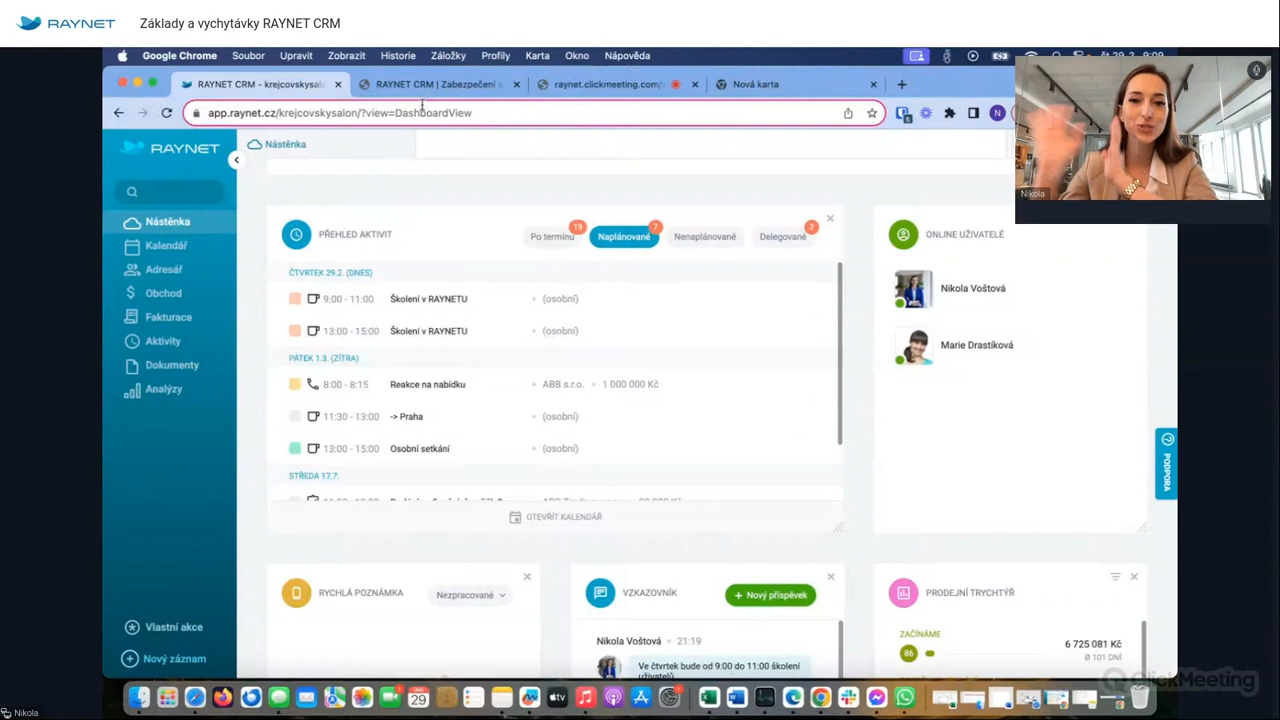 RAYNET
Základy a vychytávky RAYNET CRM
Google Chrome Soubor Upravit Zobrazit Historie Záložky Profily Karta Okno Nápověda
RAYNET CRM - krejcovskysal
RAYNET CRM | Zabezpečení
raynet.clickmeeting.com/
Nová karta
app.raynet.cz/krejcovskysalon/?view=DashboardView
N
Nikola
RAYNET
Nástěnka
Nástěnka
Kalendář
Adresář
Obchod
Fakturace
Aktivity
Dokumenty
Analýzy
Vlastní akce
Nový záznam
PŘEHLED AKTIVIT
Po termínu 19
Naplánované 7
Nenaplánované
Delegované 2
ČTVRTEK 29.2. (DNES)
9:00 - 11:00 Školení v RAYNETU (osobní)
13:00 - 15:00 Školení v RAYNETU (osobní)
PÁTEK 1.3. (ZÍTRA)
8:00 - 8:15 Reakce na nabídku ABB s.r.o. 1 000 000 Kč
11:30 - 13:00 -> Praha (osobní)
13:00 - 15:00 Osobní setkání (osobní)
STŘEDA 17.7.
OTEVŘÍT KALENDÁŘ
ONLINE UŽIVATELÉ
Nikola Voštová
Marie Drastíková
PODPORA
RYCHLÁ POZNÁMKA
Nezpracované
VZKAZOVNÍK
+ Nový příspěvek
Nikola Voštová 21:19
Ve čtvrtek bude od 9:00 do 11:00 školení
uživatelů
PRODEJNÍ TRYCHTÝŘ
ZAČÍNÁME
86
6 725 081 Kč
Ø 101 DNÍ
29
tv
ClickMeeting
Nikola